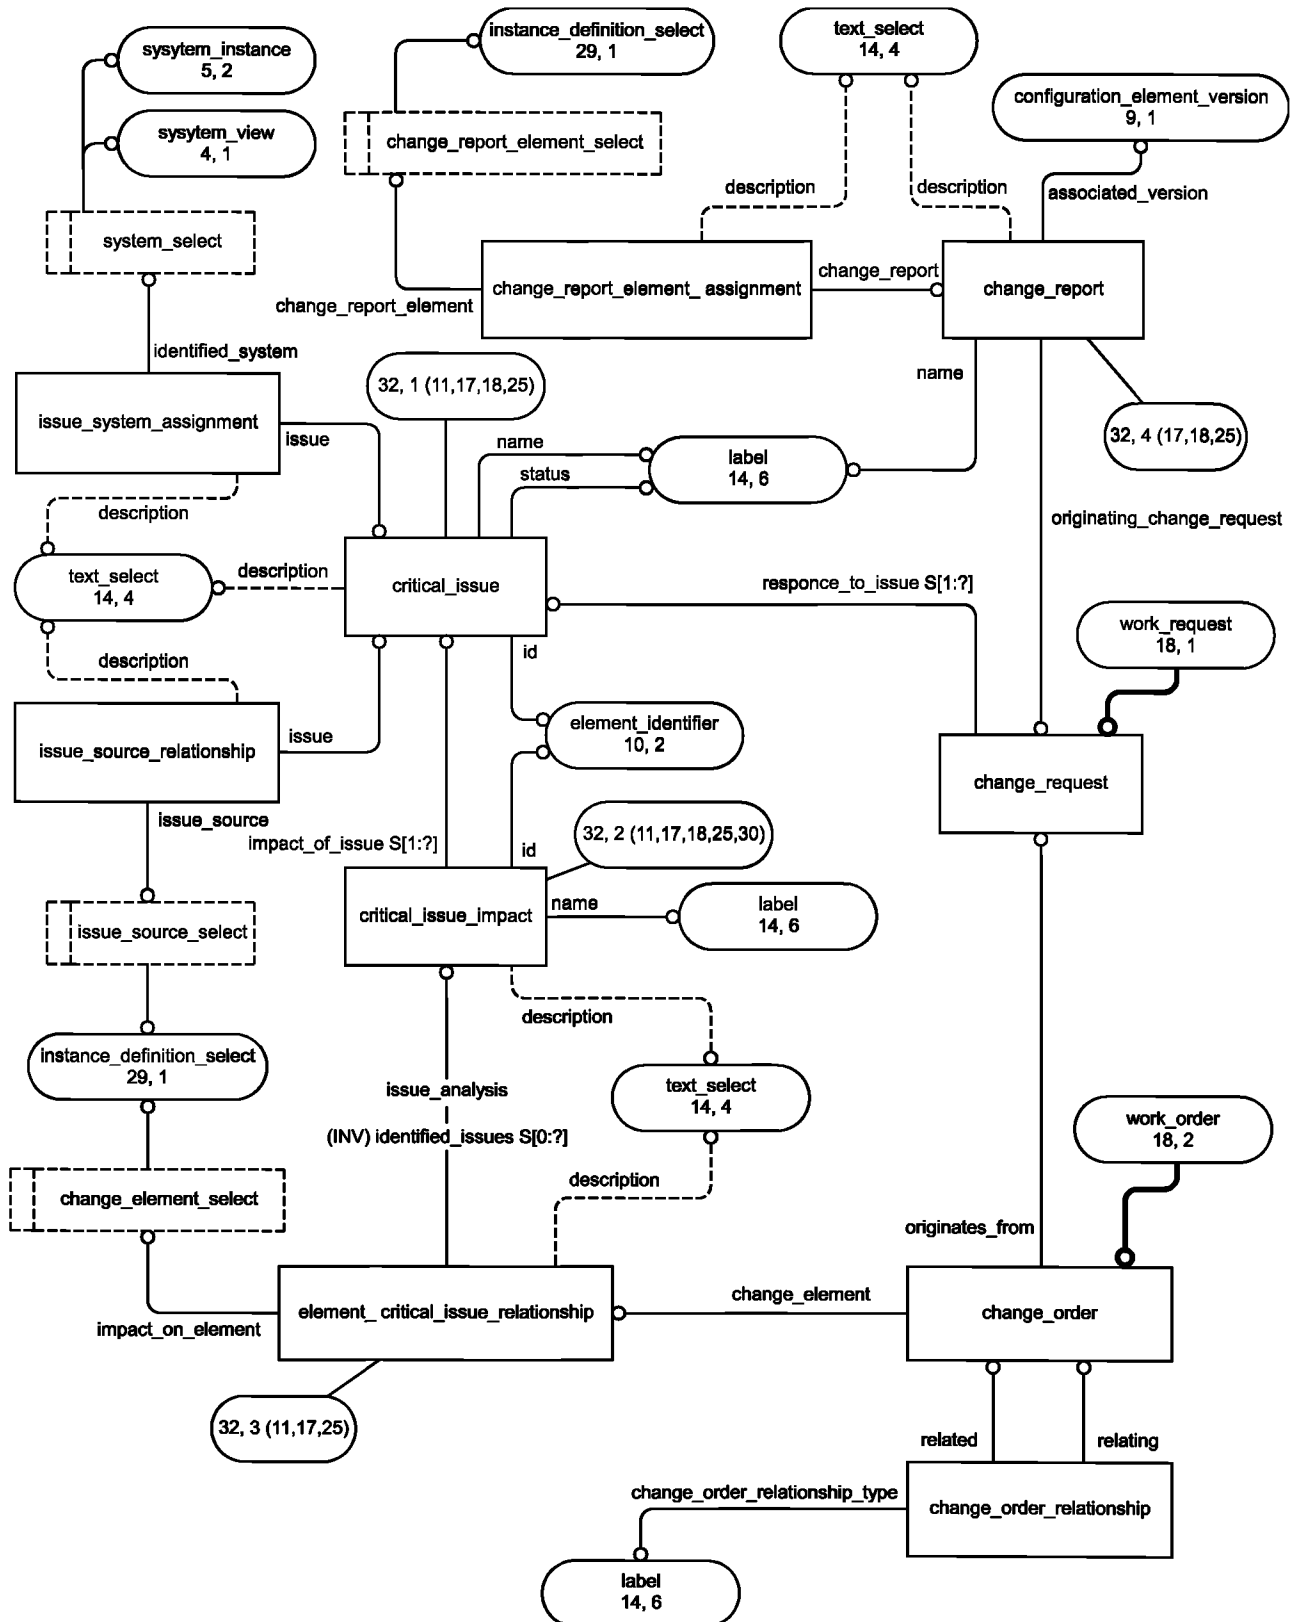 instance_definition_select
29, 1
text_select
14, 4
sysytem_instance
5, 2
configuration_element_version
9, 1
sysytem_view
4, 1
change_report_element_select
description
description
associated_version
system_select
change_report_element
change_report_element_ assignment
change_report
change_report
identified_system
32, 1 (11,17,18,25)
name
issue_system_assignment
issue
name
status
label
14, 6
32, 4 (17,18,25)
description
originating_change_request
text_select
14, 4
description
critical_issue
responce_to_issue S[1:?]
work_request
18, 1
description
id
issue_source_relationship
issue
element_identifier
10, 2
change_request
issue_source
impact_of_issue S[1:?]
id
32, 2 (11,17,18,25,30)
critical_issue_impact
name
label
14, 6
issue_source_select
description
instance_definition_select
29, 1
issue_analysis
text_select
14, 4
(INV) identified_issues S[0:?]
work_order
18, 2
description
change_element_select
originates_from
element_ critical_issue_relationship
change_element
change_order
impact_on_element
32, 3 (11,17,25)
related
relating
change_order_relationship_type
change_order_relationship
label
14, 6